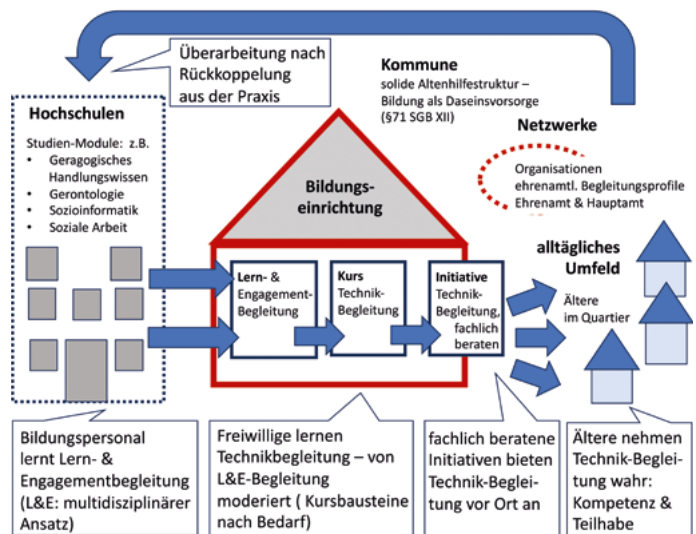 Überarbeitung nach
Rückkoppelung
aus der Praxis
Kommune
solide Altenhilfestruktur –
Bildung als Daseinsvorsorge
(§71 SGB XII)
Hochschulen
Studien-Module: z.B.
• Geragogisches
Handlungswissen
• Gerontologie
• Sozioinformatik
• Soziale Arbeit
Netzwerke
Organisationen
ehrenamtl. Begleitungsprofile
Ehrenamt & Hauptamt
Bildungs-
einrichtung
alltägliches
Umfeld
Ältere
im Quartier
Lern- &
Engagement-
Begleitung
Kurs
Technik-
Begleitung
Initiative
Technik-
Begleitung,
fachlich
beraten
Bildungspersonal
lernt Lern- &
Engagementbegleitung
(L&E: multidisziplinärer
Ansatz)
Freiwillige lernen
Technikbegleitung – von
L&E-Begleitung
moderiert ( Kursbausteine
nach Bedarf)
fachlich beratene
Initiativen bieten
Technik-Beglei-
tung vor Ort an
Ältere nehmen
Technik-Beglei-
tung wahr:
Kompetenz &
Teilhabe